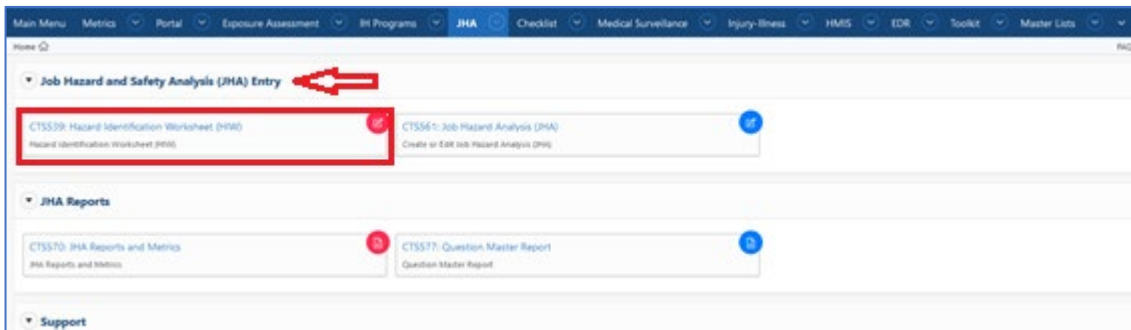 Main Menu Metrics Portal Exposure Assessment IH Programs JHA Checklist Medical Surveillance Injury-Illness HMIS EDR Toolkit Master Lists
Home FAQ
Job Hazard and Safety Analysis (JHA) Entry
CTS539: Hazard Identification Worksheet (HIW) CTS561: Job Hazard Analysis (JHA)
Hazard Identification Worksheet (HIW) Create or Edit Job Hazard Analysis (JHA)
JHA Reports
CTS570: JHA Reports and Metrics CTS577: Question Master Report
JHA Reports and Metrics Question Master Report
Support